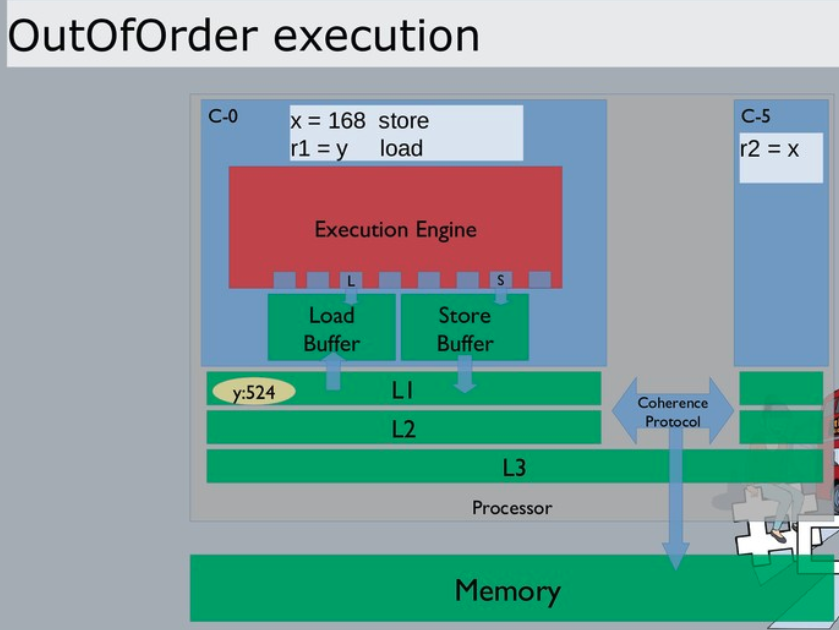 OutOfOrder execution
C-0
x = 168 store
r1 = y load
C-5
r2 = x
Execution Engine
L
S
Load
Buffer
Store
Buffer
y:524
L1
L2
L3
Coherence
Protocol
Processor
Memory